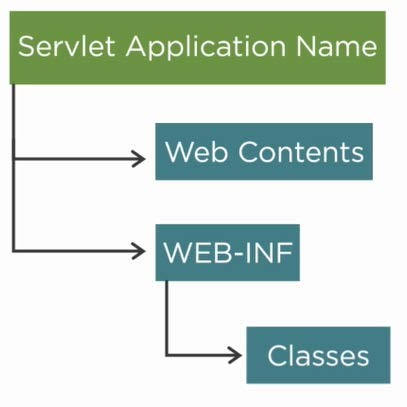 Servlet Application Name
Web Contents
WEB-INF
Classes